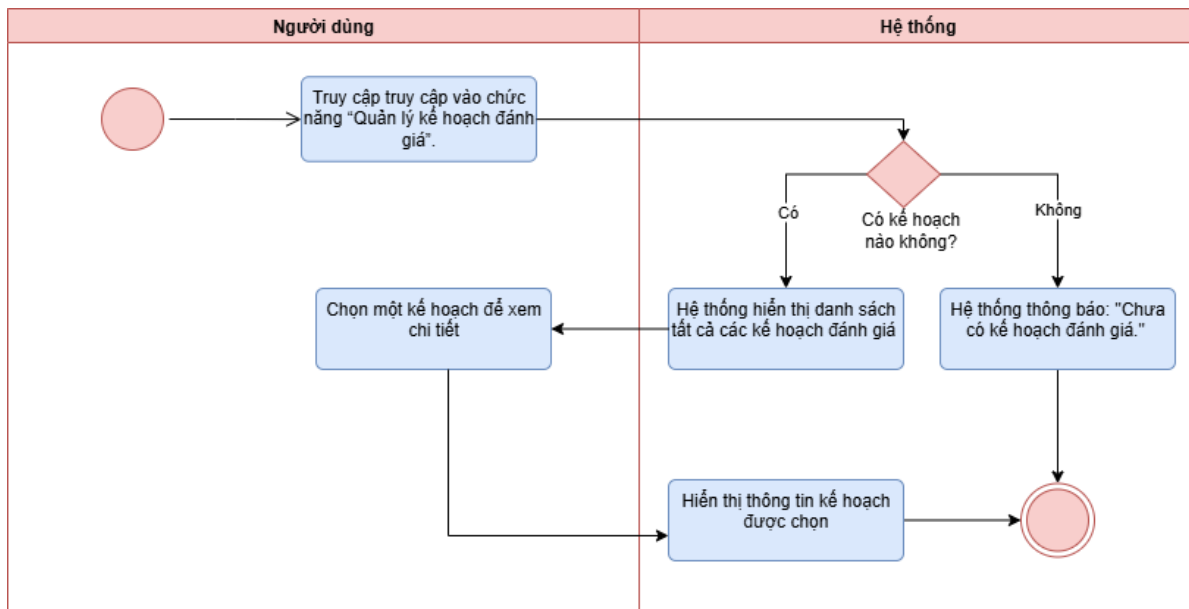 Người dùng
Hệ thống
Truy cập truy cập vào chức
năng “Quản lý kế hoạch đánh
giá”.
Có
Có kế hoạch
nào không?
Không
Chọn một kế hoạch để xem
chi tiết
Hệ thống hiển thị danh sách
tất cả các kế hoạch đánh giá
Hệ thống thông báo: "Chưa
có kế hoạch đánh giá."
Hiển thị thông tin kế hoạch
được chọn